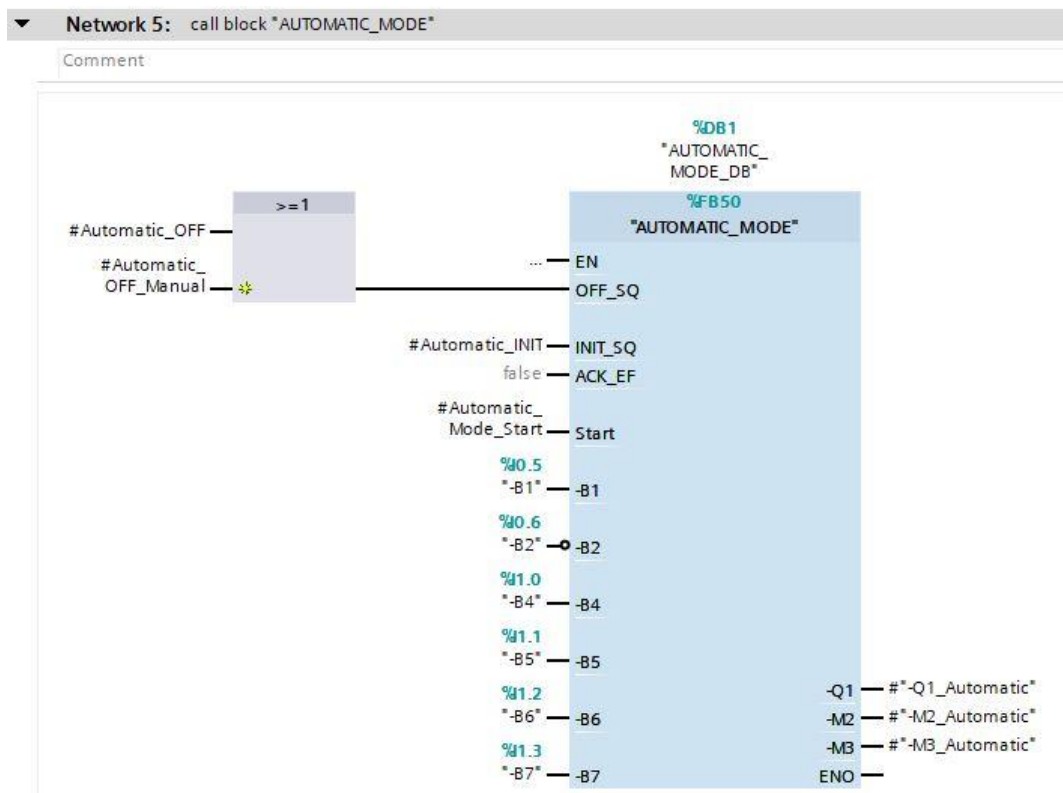 Network 5: call block "AUTOMATIC_MODE"
Comment
%DB1
"AUTOMATIC_
MODE_DB"
>=1
%FB50
"AUTOMATIC_MODE"
#Automatic_OFF
#Automatic_
OFF_Manual
... EN
OFF_SQ
#Automatic_INIT INIT_SQ
false ACK_EF
#Automatic_
Mode_Start Start
%I0.5
"-B1" -B1
%I0.6
"-B2" -B2
%I1.0
"-B4" -B4
%I1.1
"-B5" -B5
%I1.2
"-B6" -B6
%I1.3
"-B7" -B7
-Q1 #"-Q1_Automatic"
-M2 #"-M2_Automatic"
-M3 #"-M3_Automatic"
ENO